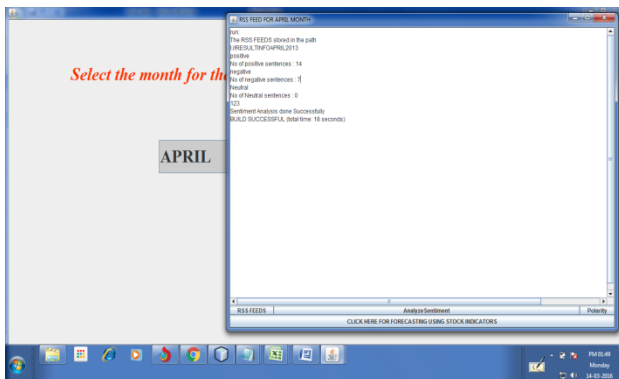 RSS FEED FOR APRIL MONTH
run:
The RSS FEEDS stored in the path
I:/RESULTINFOAPRIL2013
positive
No of positive sentences : 14
negative
No of negative sentences : 7
Neutral
No of Neutral sentences : 0
123
Sentiment Analysis done Successfully
BUILD SUCCESSFUL (total time: 18 seconds)
Select the month for the
APRIL
RSS FEEDS
Analyze Sentiment
Polarity
CLICK HERE FOR FORECASTING USING STOCK INDICATORS
PM 01:49
Monday
14-03-2016